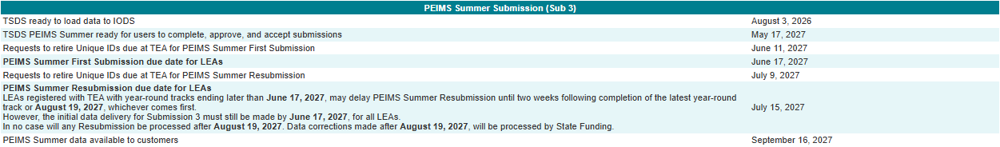 PEIMS Summer Submission (Sub 3)
TSDS ready to load data to IODS August 3, 2026
TSDS PEIMS Summer ready for users to complete, approve, and accept submissions May 17, 2027
Requests to retire Unique IDs due at TEA for PEIMS Summer First Submission June 11, 2027
PEIMS Summer First Submission due date for LEAs June 17, 2027
Requests to retire Unique IDs due at TEA for PEIMS Summer Resubmission July 9, 2027
PEIMS Summer Resubmission due date for LEAs
LEAs registered with TEA with year-round tracks ending later than June 17, 2027, may delay PEIMS Summer Resubmission until two weeks following completion of the latest year-round
track or August 19, 2027, whichever comes first.
However, the initial data delivery for Submission 3 must still be made by June 17, 2027, for all LEAs.
In no case will any Resubmission be processed after August 19, 2027. Data corrections made after August 19, 2027, will be processed by State Funding.
July 15, 2027
PEIMS Summer data available to customers September 16, 2027